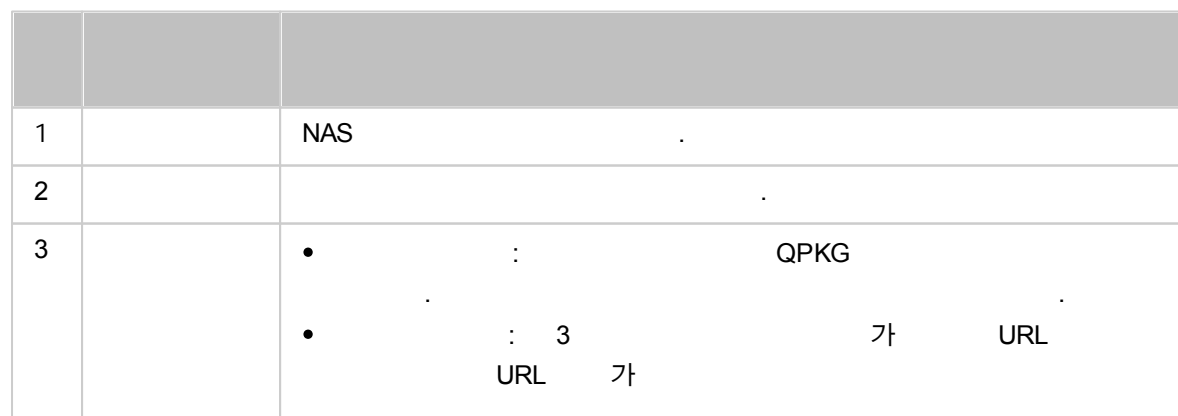 1 NAS .
2 .
3 • : QPKG
. .
• : 3 가 URL
URL 가